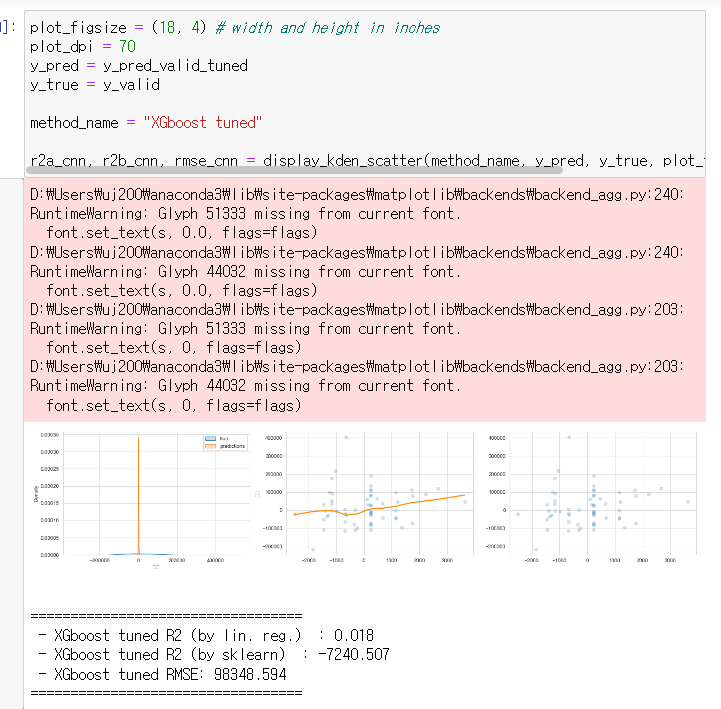 ]:
plot_figsize = (18, 4) # width and height in inches
plot_dpi = 70
y_pred = y_pred_valid_tuned
y_true = y_valid
method_name = "XGboost tuned"
r2a_cnn, r2b_cnn, rmse_cnn = display_kden_scatter(method_name, y_pred, y_true, plot_
D:₩Users₩uj200₩anaconda3₩lib₩site-packages₩matplotlib₩backends₩backend_agg.py:240:
RuntimeWarning: Glyph 51333 missing from current font.
font.set_text(s, 0.0, flags=flags)
D:₩Users₩uj200₩anaconda3₩lib₩site-packages₩matplotlib₩backends₩backend_agg.py:240:
RuntimeWarning: Glyph 44032 missing from current font.
font.set_text(s, 0.0, flags=flags)
D:₩Users₩uj200₩anaconda3₩lib₩site-packages₩matplotlib₩backends₩backend_agg.py:203:
RuntimeWarning: Glyph 51333 missing from current font.
font.set_text(s, 0, flags=flags)
D:₩Users₩uj200₩anaconda3₩lib₩site-packages₩matplotlib₩backends₩backend_agg.py:203:
RuntimeWarning: Glyph 44032 missing from current font.
font.set_text(s, 0, flags=flags)
0.00035
0.00030
0.00025
0.00020
0.00015
0.00010
0.00005
0.00000
Density
true
predictions
-200000 0 200000 400000
400000
300000
200000
100000
0
-100000
-200000
-2000 -1000 0 1000 2000 3000
400000
300000
200000
100000
0
-100000
-200000
-2000 -1000 0 1000 2000 3000
==================================
- XGboost tuned R2 (by lin. reg.) : 0.018
- XGboost tuned R2 (by sklearn) : -7240.507
- XGboost tuned RMSE: 98348.594
==================================